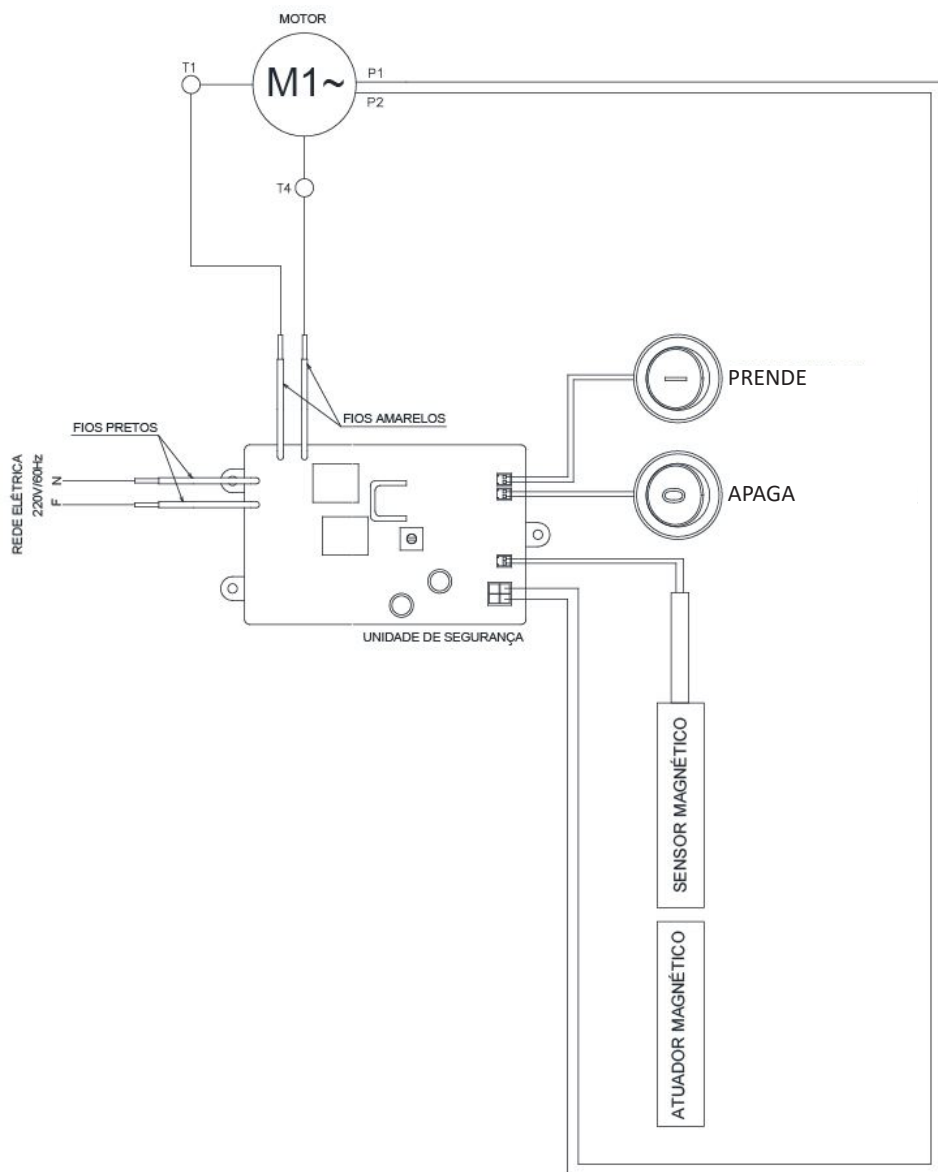 MOTOR
T1
M1~
P1
P2
T4
PRENDE
FIOS AMARELOS
FIOS PRETOS
APAGA
REDE ELÉTRICA
220V/60Hz
N
F
UNIDADE DE SEGURANÇA
SENSOR MAGNÉTICO
ATUADOR MAGNÉTICO